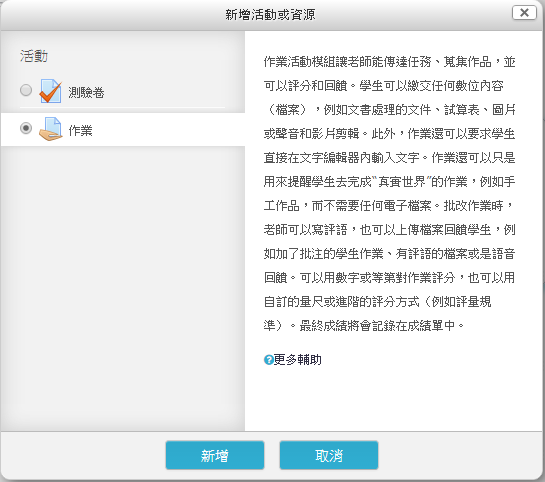 新增活動或資源
活動
測驗卷
作業
作業活動模組讓老師能傳達任務、蒐集作品，並
可以評分和回饋。學生可以繳交任何數位內容
（檔案），例如文書處理的文件、試算表、圖片
或聲音和影片剪輯。此外，作業還可以要求學生
直接在文字編輯器內輸入文字。作業還可以只是
用來提醒學生去完成“真實世界”的作業，例如手
工作品，而不需要任何電子檔案。批改作業時，
老師可以寫評語，也可以上傳檔案回饋學生，例
如加了批注的學生作業、有評語的檔案或是語音
回饋。可以用數字或等第對作業評分，也可以用
自訂的量尺或進階的評分方式（例如評量規
準）。最終成績將會記錄在成績單中。
更多輔助
新增
取消